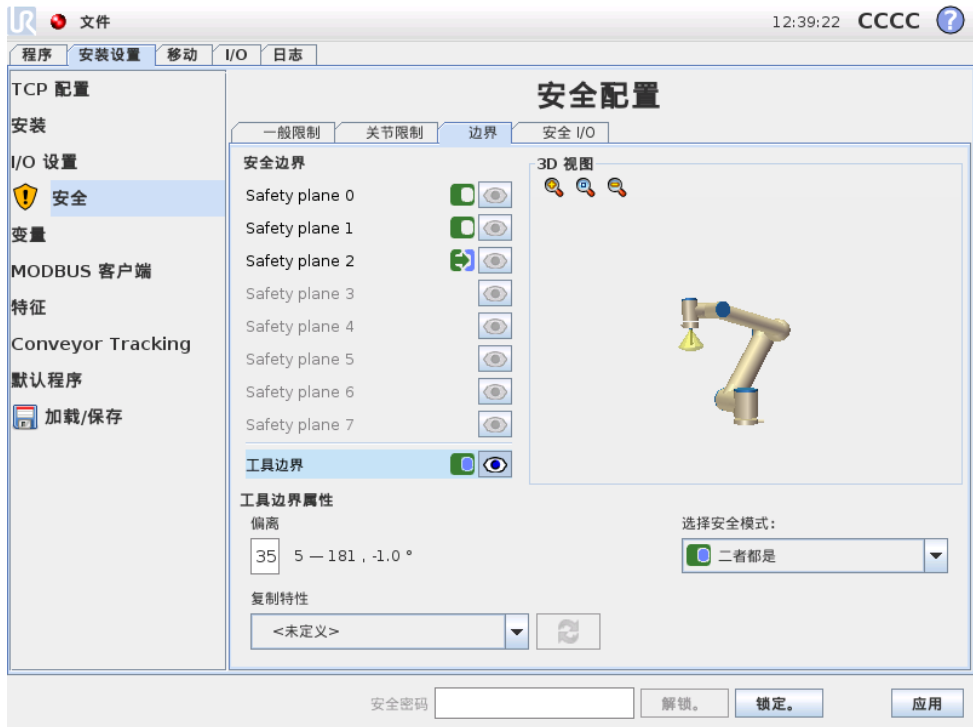 UR 文件 12:39:22 CCCC ?
程序 安装设置 移动 I/O 日志
TCP 配置
安装
I/O 设置
安全
变量
MODBUS 客户端
特征
Conveyor Tracking
默认程序
加载/保存
安全配置
一般限制 关节限制 边界 安全 I/O
安全边界
Safety plane 0
Safety plane 1
Safety plane 2
Safety plane 3
Safety plane 4
Safety plane 5
Safety plane 6
Safety plane 7
工具边界
3D 视图
工具边界属性
偏离
35 5 — 181 , -1.0 °
复制特性
<未定义>
选择安全模式:
二者都是
安全密码 解锁。 锁定。 应用